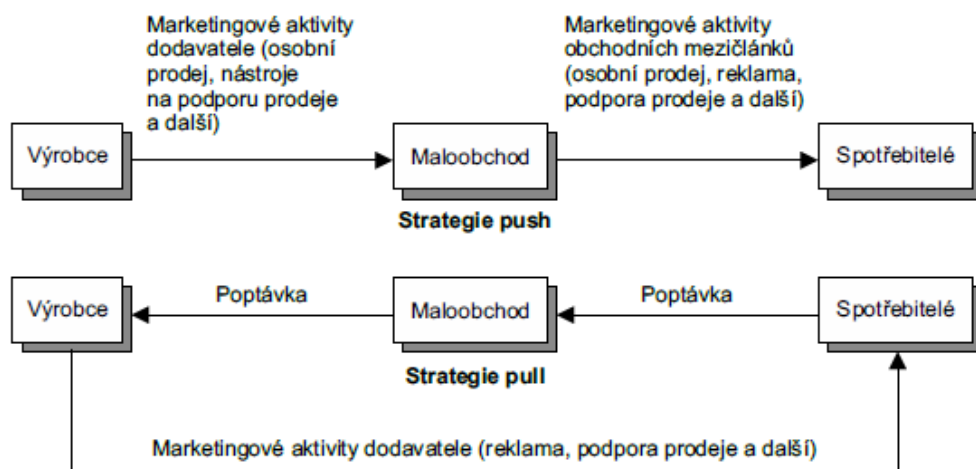 Marketingové aktivity
dodavatele (osobní
prodej, nástroje
na podporu prodeje
a další)
Marketingové aktivity
obchodních mezičlánků
(osobní prodej, reklama,
podpora prodeje a další)
Výrobce
Maloobchod
Spotřebitelé
Strategie push
Výrobce
Poptávka
Maloobchod
Poptávka
Spotřebitelé
Strategie pull
Marketingové aktivity dodavatele (reklama, podpora prodeje a další)